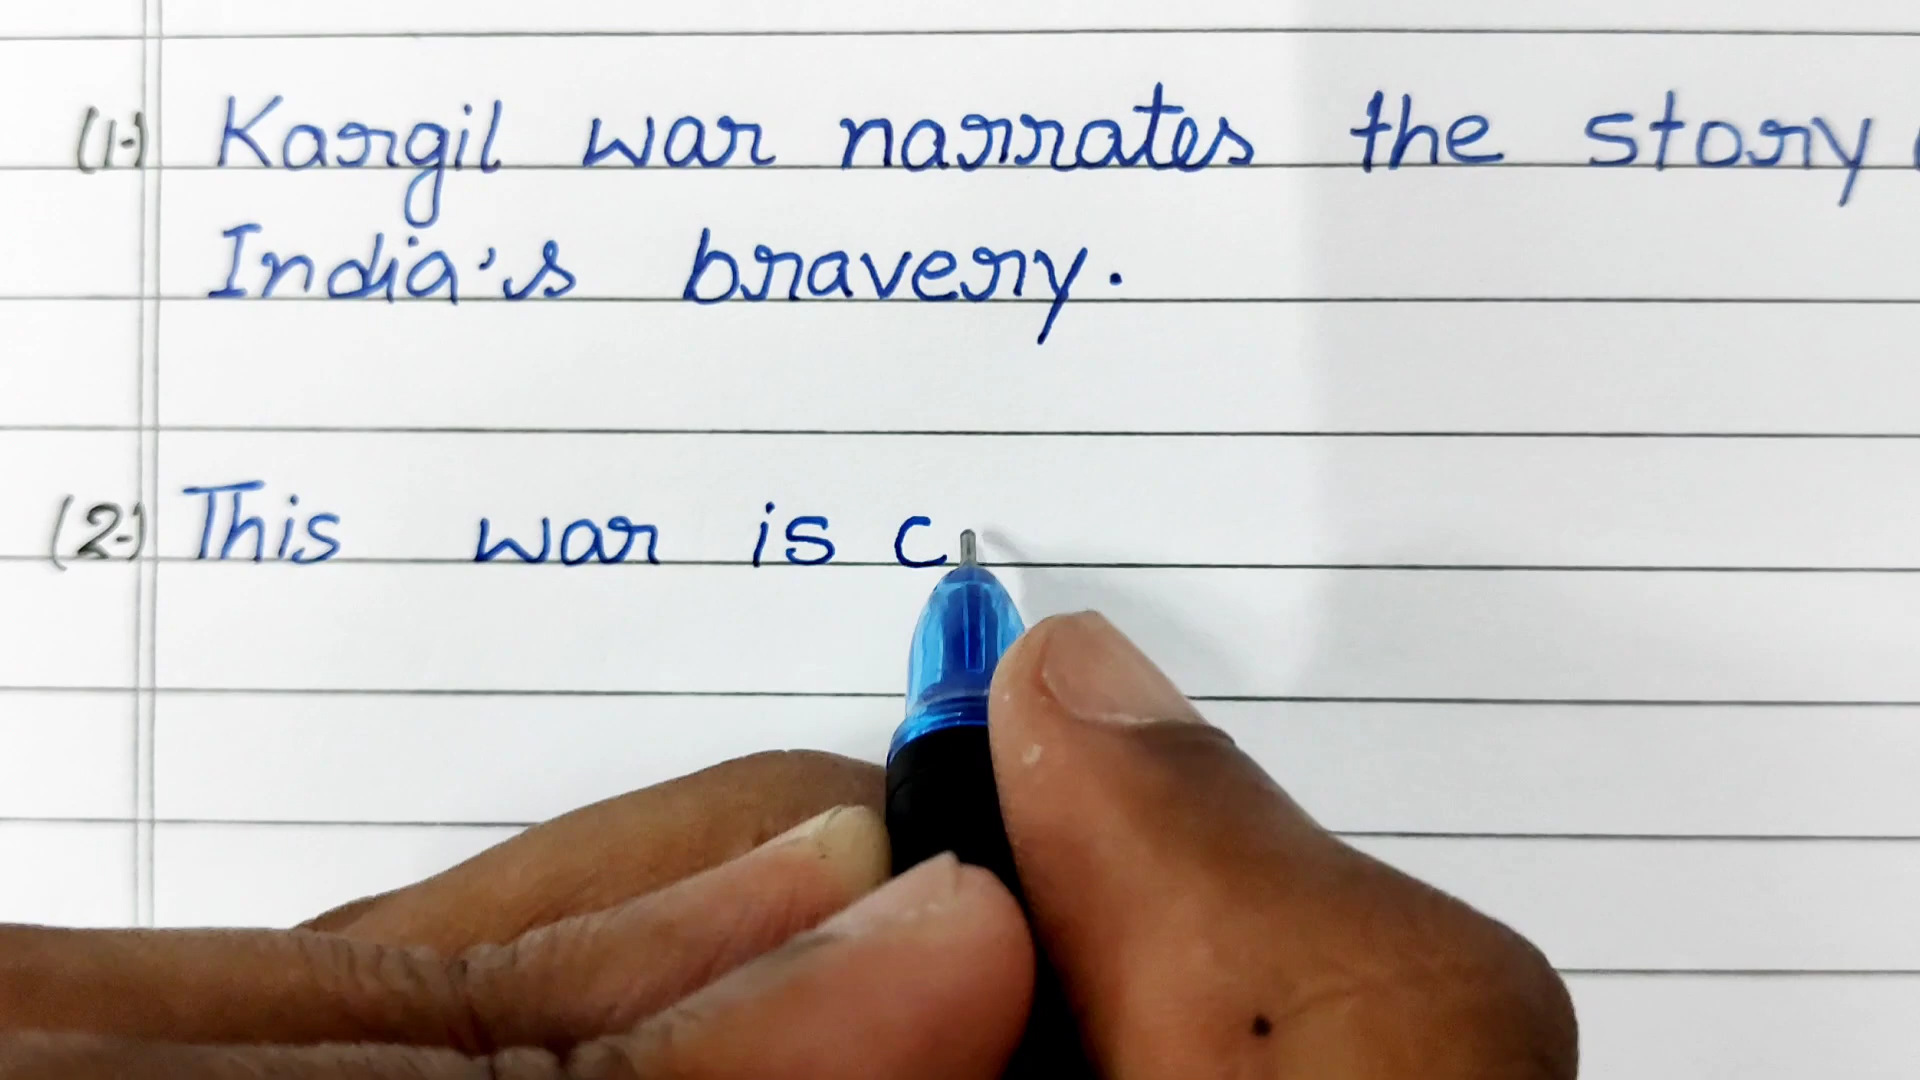 (1.) Kargil war narrates the story
India's bravery.
(2.) This war is c